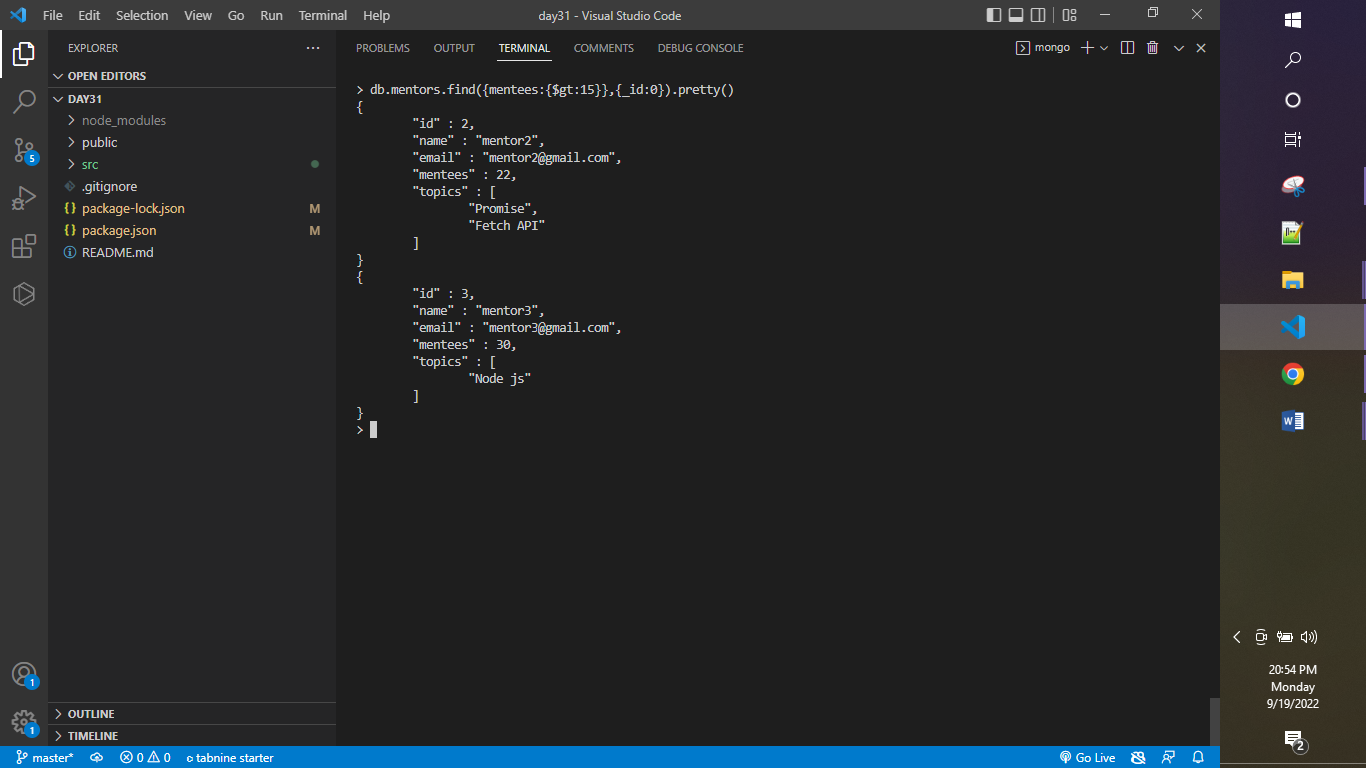 File Edit Selection View Go Run Terminal Help
day31 - Visual Studio Code
EXPLORER
OPEN EDITORS
DAY31
node_modules
public
src
.gitignore
{} package-lock.json M
{} package.json M
README.md
OUTLINE
TIMELINE
5
1
1
PROBLEMS OUTPUT TERMINAL COMMENTS DEBUG CONSOLE
mongo
> db.mentors.find({mentees:{$gt:15}},{_id:0}).pretty()
{
"id" : 2,
"name" : "mentor2",
"email" : "mentor2@gmail.com",
"mentees" : 22,
"topics" : [
"Promise",
"Fetch API"
]
}
{
"id" : 3,
"name" : "mentor3",
"email" : "mentor3@gmail.com",
"mentees" : 30,
"topics" : [
"Node js"
]
}
>
master* 0 0 tabnine starter
Go Live
W
20:54 PM
Monday
9/19/2022
2